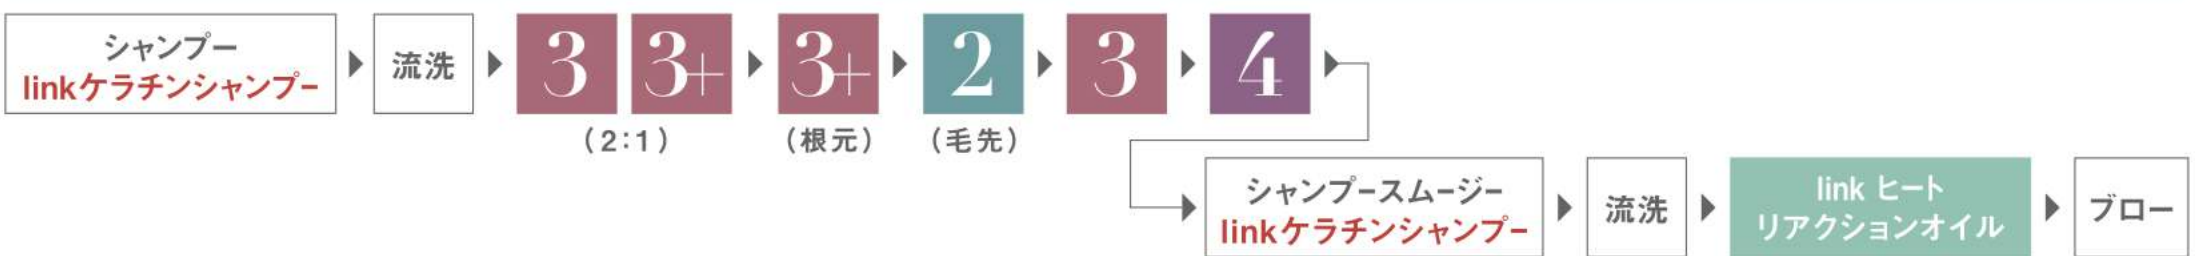 シャンプー
linkケラチンシャンプー
流洗
3 3+
(2:1)
3+
(根元)
2
(毛先)
3
4
シャンプースムージー
linkケラチンシャンプー
流洗
link ヒート
リアクションオイル
ブロー